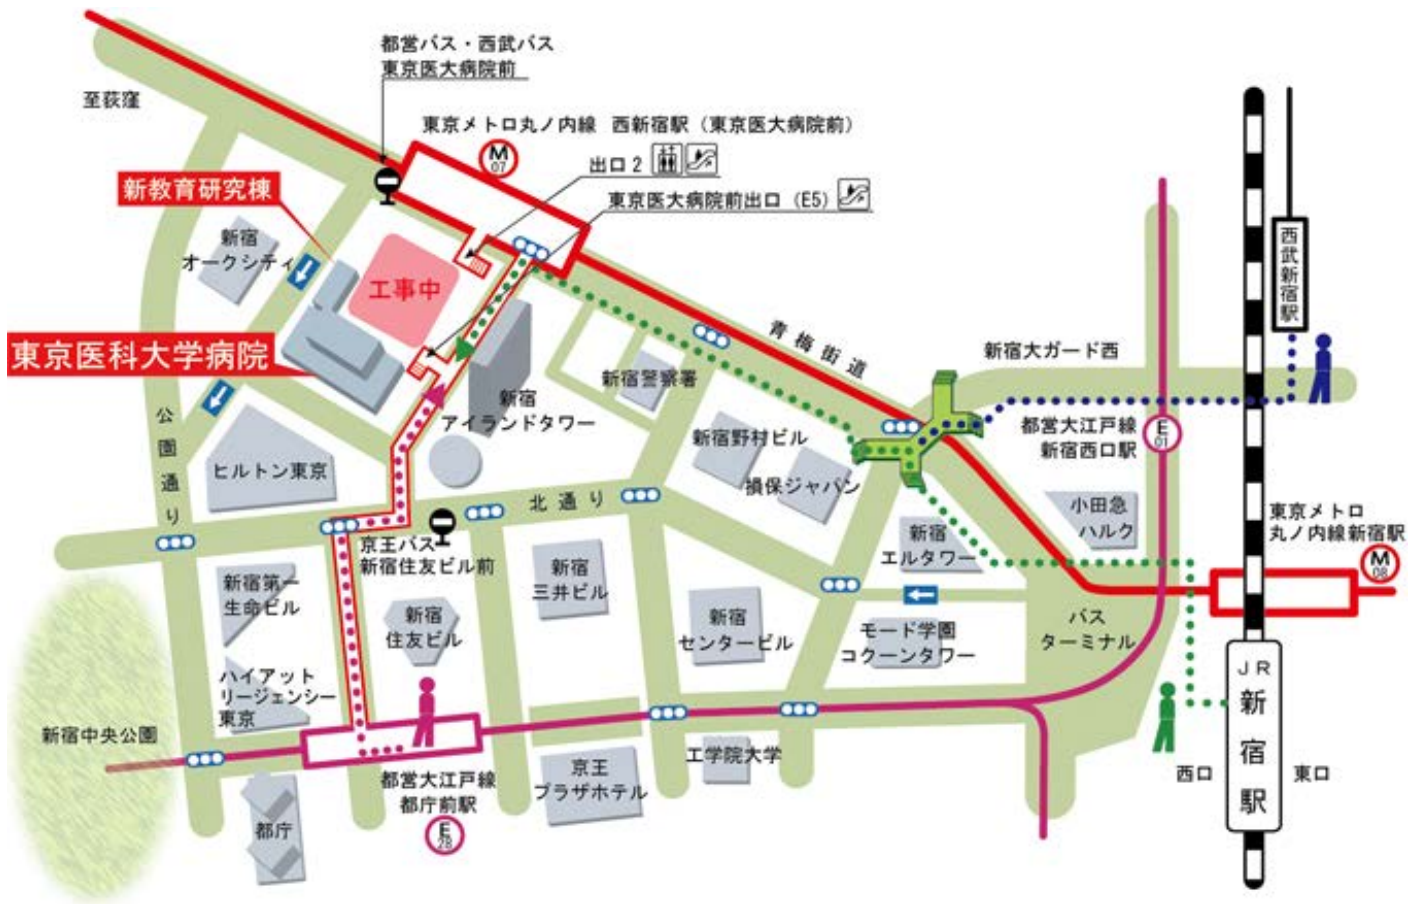 都営バス・西武バス
東京医大病院前
至荻窪
東京メトロ丸ノ内線 西新宿駅（東京医大病院前）
M
07
出口2
東京医大病院前出口（E5）
新教育研究棟
新宿
オークシティ
工事中
西武新宿駅
東京医科大学病院
青梅街道
新宿大ガード西
新宿警察署
新宿
アイランドタワー
公園通り
都営大江戸線
新宿西口駅
E
01
新宿野村ビル
損保ジャパン
ヒルトン東京
北通り
小田急
ハルク
東京メトロ
丸ノ内線新宿駅
M
08
新宿
エルタワー
京王バス
新宿住友ビル前
新宿第一
生命ビル
新宿
三井ビル
新宿
住友ビル
新宿
センタービル
モード学園
コクーンタワー
バス
ターミナル
ハイアット
リージェンシー
東京
JR
新宿駅
新宿中央公園
工学院大学
西口
東口
都営大江戸線
都庁前駅
E
28
京王
プラザホテル
都庁